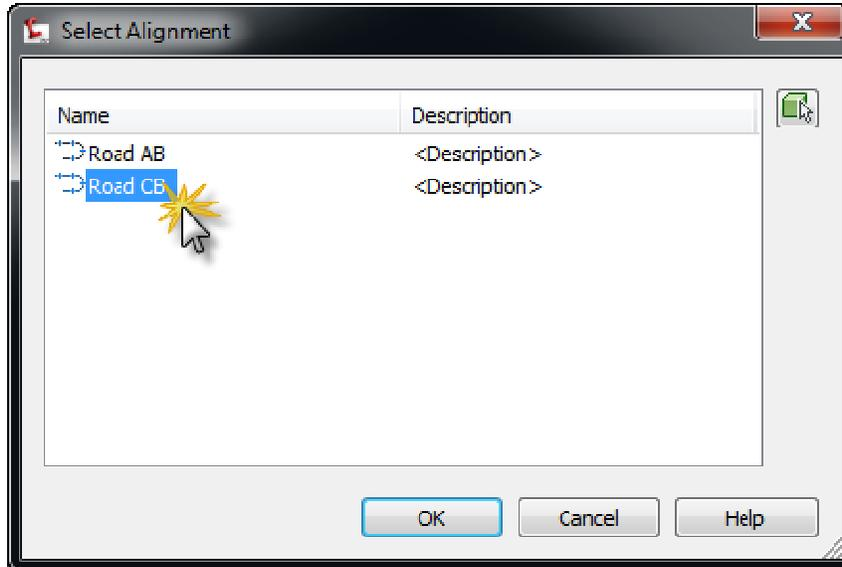 Select Alignment
Name Description
Road AB <Description>
Road CB <Description>
OK Cancel Help